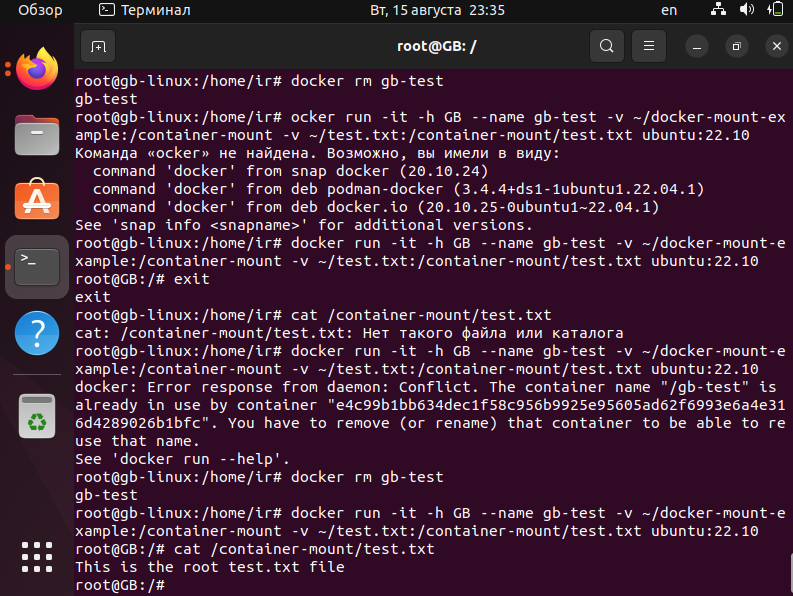 Обзор
Терминал
Вт, 15 августа 23:35
en
root@GB: /
root@gb-linux:/home/ir# docker rm gb-test
gb-test
root@gb-linux:/home/ir# ocker run -it -h GB --name gb-test -v ~/docker-mount-ex
ample:/container-mount -v ~/test.txt:/container-mount/test.txt ubuntu:22.10
Команда «ocker» не найдена. Возможно, вы имели в виду:
  command 'docker' from snap docker (20.10.24)
  command 'docker' from deb podman-docker (3.4.4+ds1-1ubuntu1.22.04.1)
  command 'docker' from deb docker.io (20.10.25-0ubuntu1~22.04.1)
See 'snap info <snapname>' for additional versions.
root@gb-linux:/home/ir# docker run -it -h GB --name gb-test -v ~/docker-mount-e
xample:/container-mount -v ~/test.txt:/container-mount/test.txt ubuntu:22.10
root@GB:/# exit
exit
root@gb-linux:/home/ir# cat /container-mount/test.txt
cat: /container-mount/test.txt: Нет такого файла или каталога
root@gb-linux:/home/ir# docker run -it -h GB --name gb-test -v ~/docker-mount-e
xample:/container-mount -v ~/test.txt:/container-mount/test.txt ubuntu:22.10
docker: Error response from daemon: Conflict. The container name "/gb-test" is
already in use by container "e4c99b1bb634dec1f58c956b9925e95605ad62f6993e6a4e31
6d4289026b1bfc". You have to remove (or rename) that container to be able to re
use that name.
See 'docker run --help'.
root@gb-linux:/home/ir# docker rm gb-test
gb-test
root@gb-linux:/home/ir# docker run -it -h GB --name gb-test -v ~/docker-mount-e
xample:/container-mount -v ~/test.txt:/container-mount/test.txt ubuntu:22.10
root@GB:/# cat /container-mount/test.txt
This is the root test.txt file
root@GB:/#